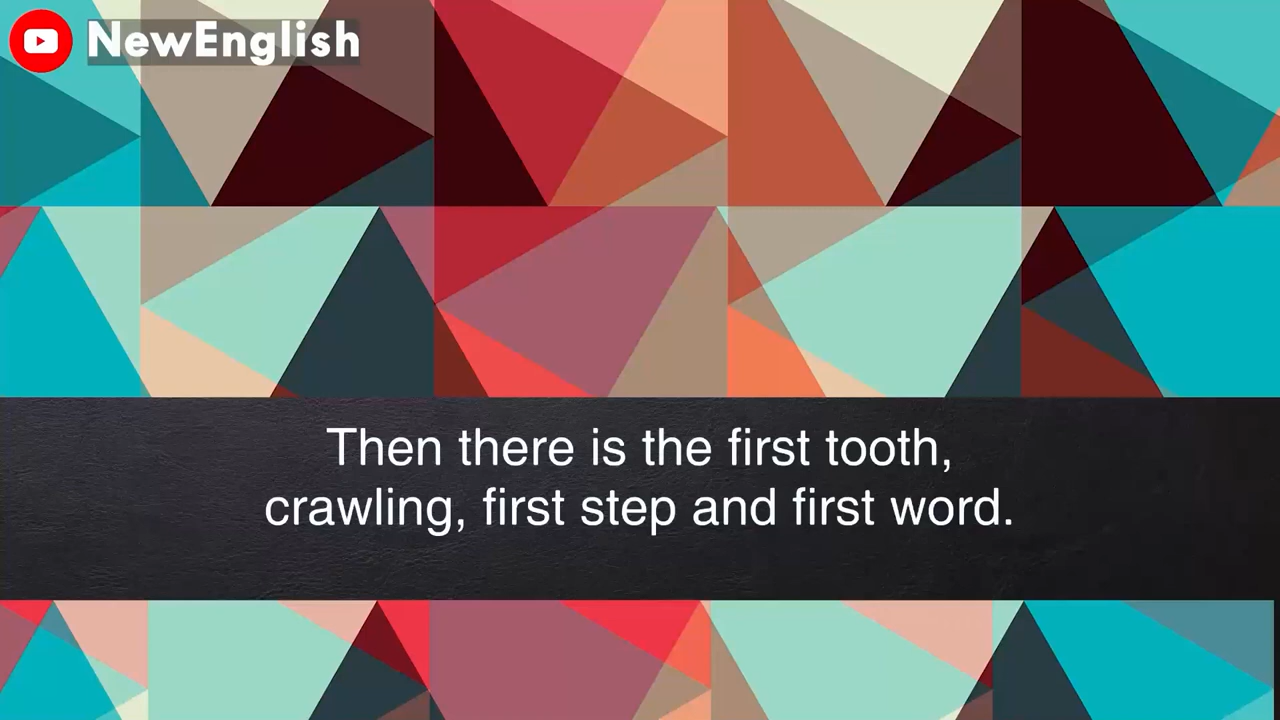 NewEnglish
Then there is the first tooth,
crawling, first step and first word.